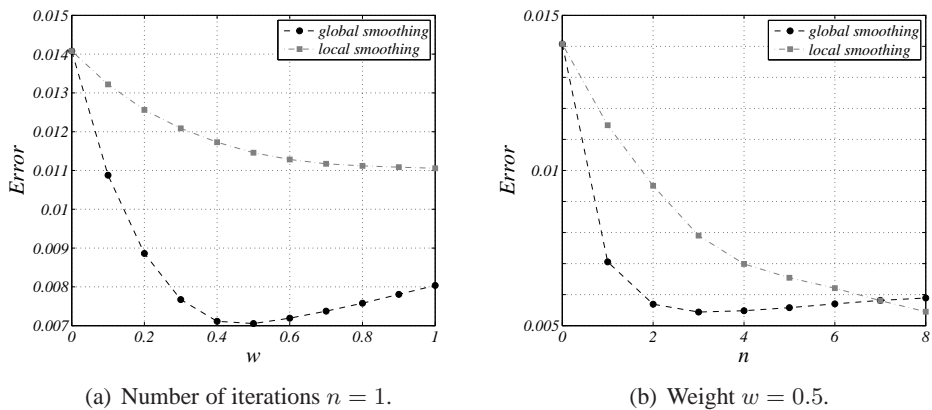 0.015
0.014
0.013
0.012
0.011
0.01
0.009
0.008
0.007
Error
0
0.2
0.4
0.6
0.8
1
w
global smoothing
local smoothing
(a) Number of iterations n = 1.
0.015
0.01
0.005
Error
0
2
4
6
8
n
global smoothing
local smoothing
(b) Weight w = 0.5.